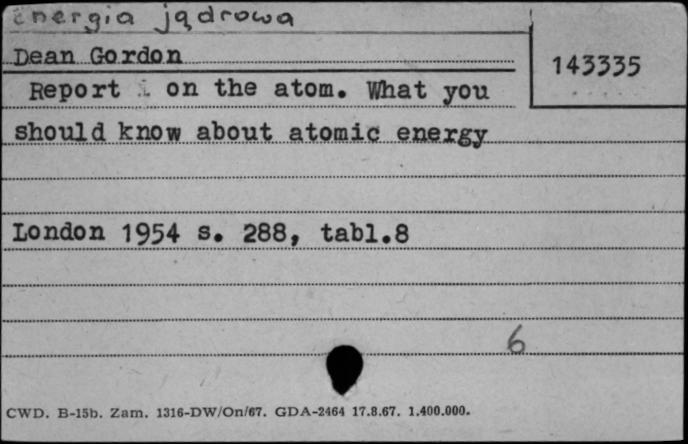 energia jądrowa
Dean Gordon
143335
Report on the atom. What you
should know about atomic energy
London 1954 s. 288, tabl.8
6
CWD. B-15b. Zam. 1316-DW/On/67. GDA-2464 17.8.67. 1.400.000.